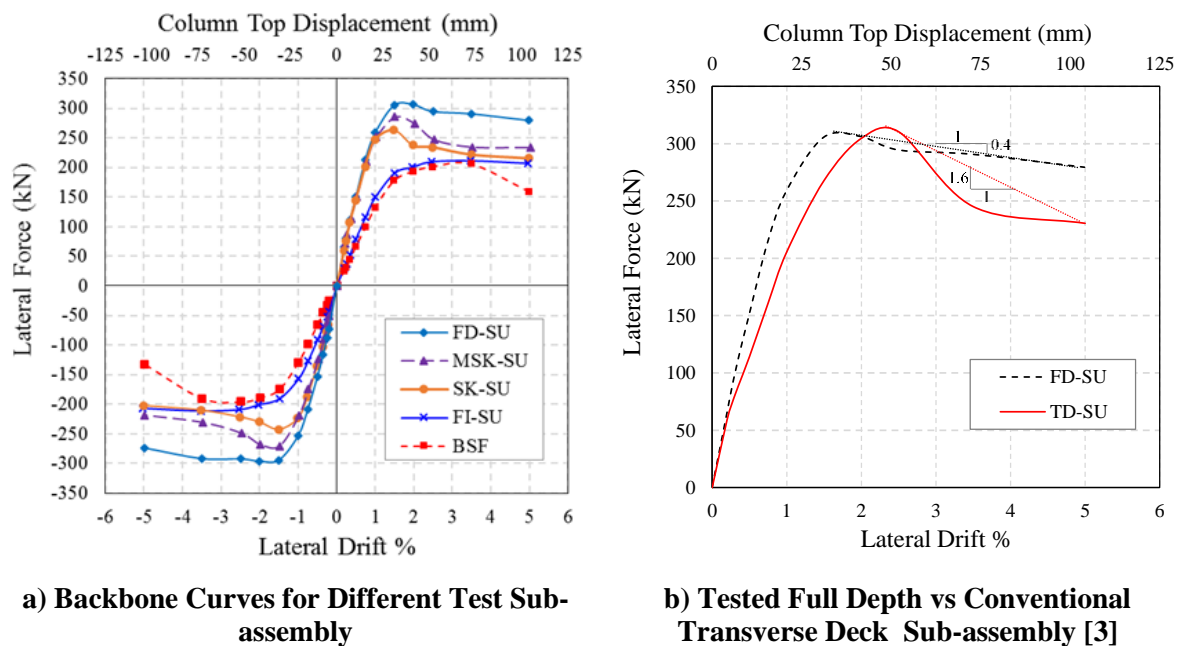 Column Top Displacement (mm)
-125 -100 -75 -50 -25 0 25 50 75 100 125
350
300
250
200
150
100
50
0
-50
-100
-150
-200
-250
-300
-350
Lateral Force (kN)
FD-SU
MSK-SU
SK-SU
FI-SU
BSF
-6 -5 -4 -3 -2 -1 0 1 2 3 4 5 6
Lateral Drift %
a) Backbone Curves for Different Test Sub-
assembly
Column Top Displacement (mm)
0 25 50 75 100 125
350
300
250
200
150
100
50
0
Lateral Force (kN)
1
0.4
1.6
1
FD-SU
TD-SU
0 1 2 3 4 5 6
Lateral Drift %
b) Tested Full Depth vs Conventional
Transverse Deck Sub-assembly [3]